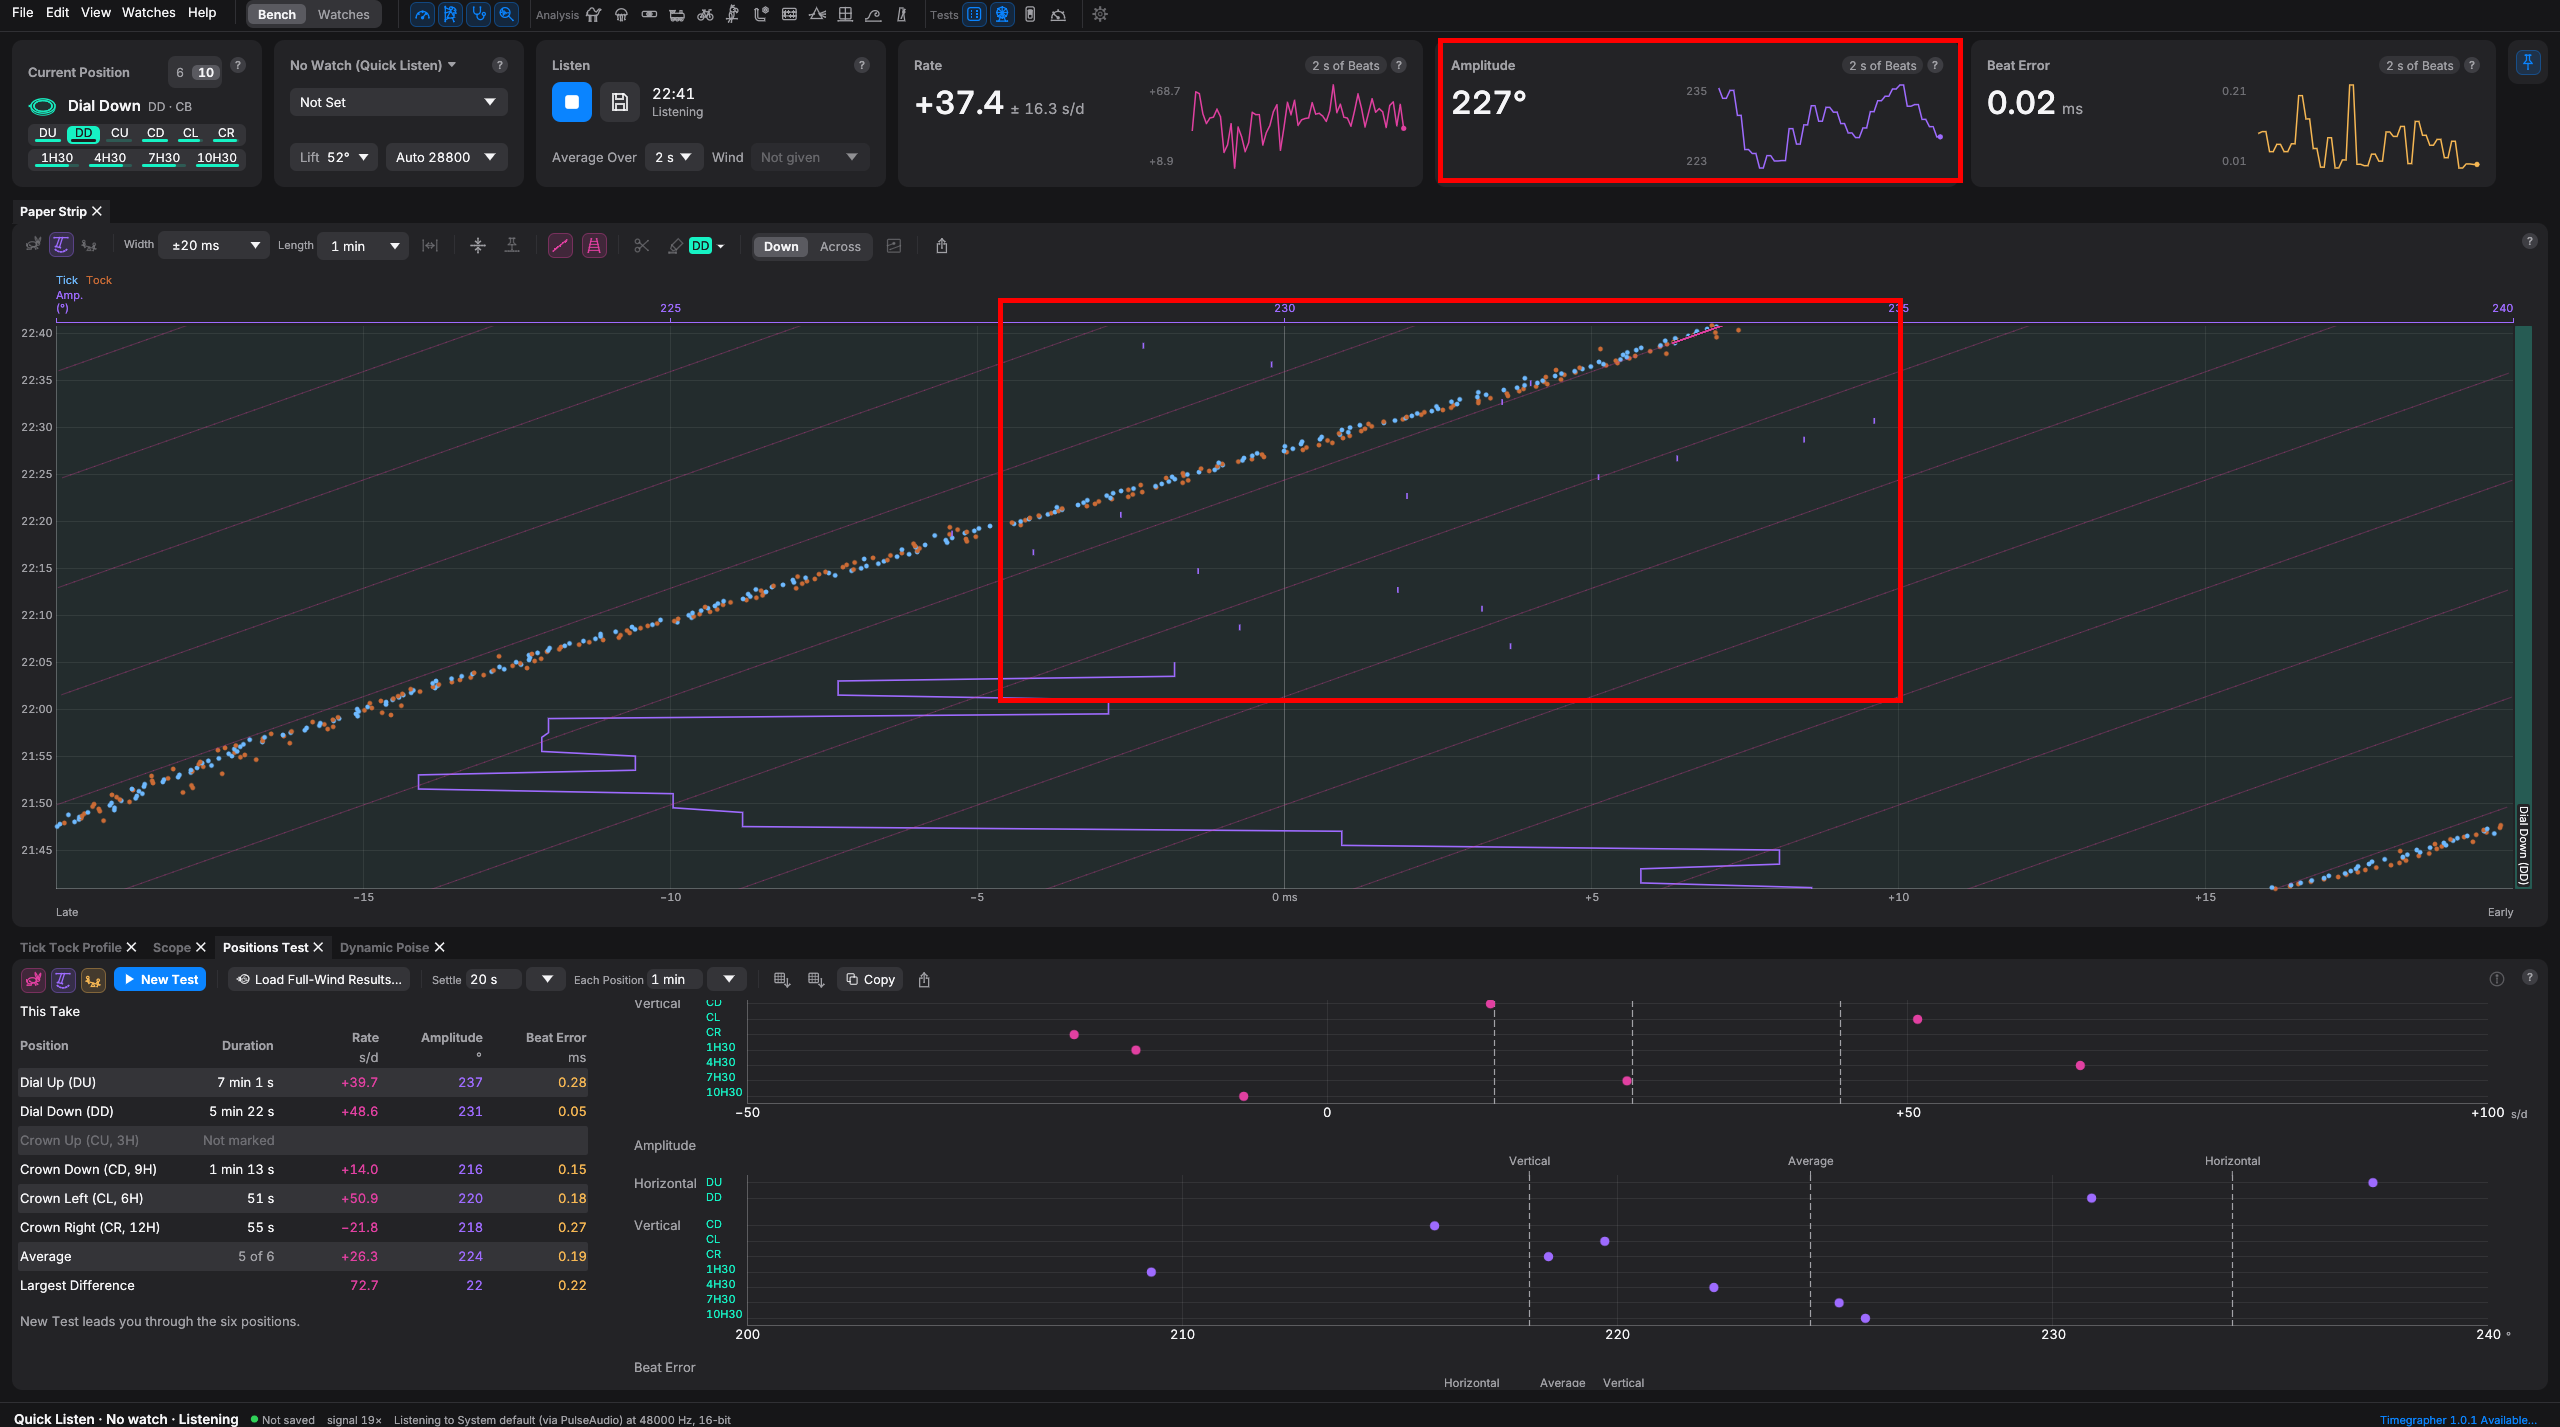 File Edit View Watches Help Bench Watches Analysis Tests
Current Position 6 10 ?
Dial Down DD · CB
DU DD CU CD CL CR
1H30 4H30 7H30 10H30
No Watch (Quick Listen) ?
Not Set
Lift 52° Auto 28800
Listen ?
22:41
Listening
Average Over 2 s Wind Not given
Rate 2 s of Beats ?
+37.4 ± 16.3 s/d
+68.7
+8.9
Amplitude 2 s of Beats ?
227°
235
223
Beat Error 2 s of Beats ?
0.02 ms
0.21
0.01
Paper Strip
Width ±20 ms Length 1 min DD Down Across ?
Tick Tock
Amp.
(°)
225 230 235 240
22:40
22:35
22:30
22:25
22:20
22:15
22:10
22:05
22:00
21:55
21:50
21:45
Dial Down (DD)
−15 −10 −5 0 ms +5 +10 +15
Late Early
Tick Tock Profile Scope Positions Test Dynamic Poise
New Test Load Full-Wind Results... Settle 20 s Each Position 1 min Copy ?
This Take
Position Duration Rate Amplitude Beat Error
s/d ° ms
Dial Up (DU) 7 min 1 s +39.7 237 0.28
Dial Down (DD) 5 min 22 s +48.6 231 0.05
Crown Up (CU, 3H) Not marked
Crown Down (CD, 9H) 1 min 13 s +14.0 216 0.15
Crown Left (CL, 6H) 51 s +50.9 220 0.18
Crown Right (CR, 12H) 55 s −21.8 218 0.27
Average 5 of 6 +26.3 224 0.19
Largest Difference 72.7 22 0.22
New Test leads you through the six positions.
Vertical CD
CL
CR
1H30
4H30
7H30
10H30
−50 0 +50 +100 s/d
Amplitude
Vertical Average Horizontal
Horizontal DU
DD
Vertical CD
CL
CR
1H30
4H30
7H30
10H30
200 210 220 230 240 °
Beat Error
Horizontal Average Vertical
Quick Listen · No watch · Listening Not saved signal 19× Listening to System default (via PulseAudio) at 48000 Hz, 16-bit
Timegrapher 1.0.1 Available...